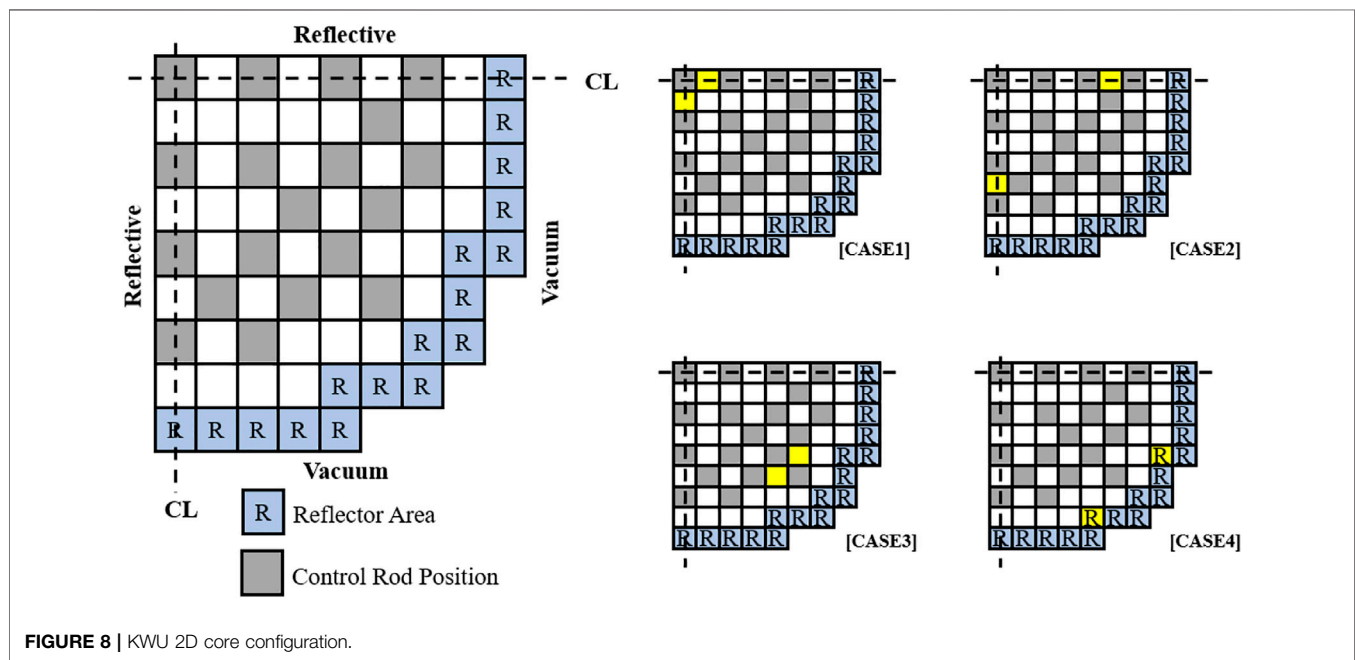 Reflective
R
CL
R
R
R
R R
R
R R
R R R
R R R R R
Reflective
Vacuum
Vacuum
CL
R Reflector Area
Control Rod Position
R
R
R
R
R R
R
R R
R R R
R R R R R
[CASE1]
R
R
R
R
R R
R
R R
R R R
R R R R R
[CASE2]
R
R
R
R
R R
R
R R
R R R
R R R R R
[CASE3]
R
R
R
R
R R
R
R R
R R R
R R R R R
[CASE4]
FIGURE 8 | KWU 2D core configuration.